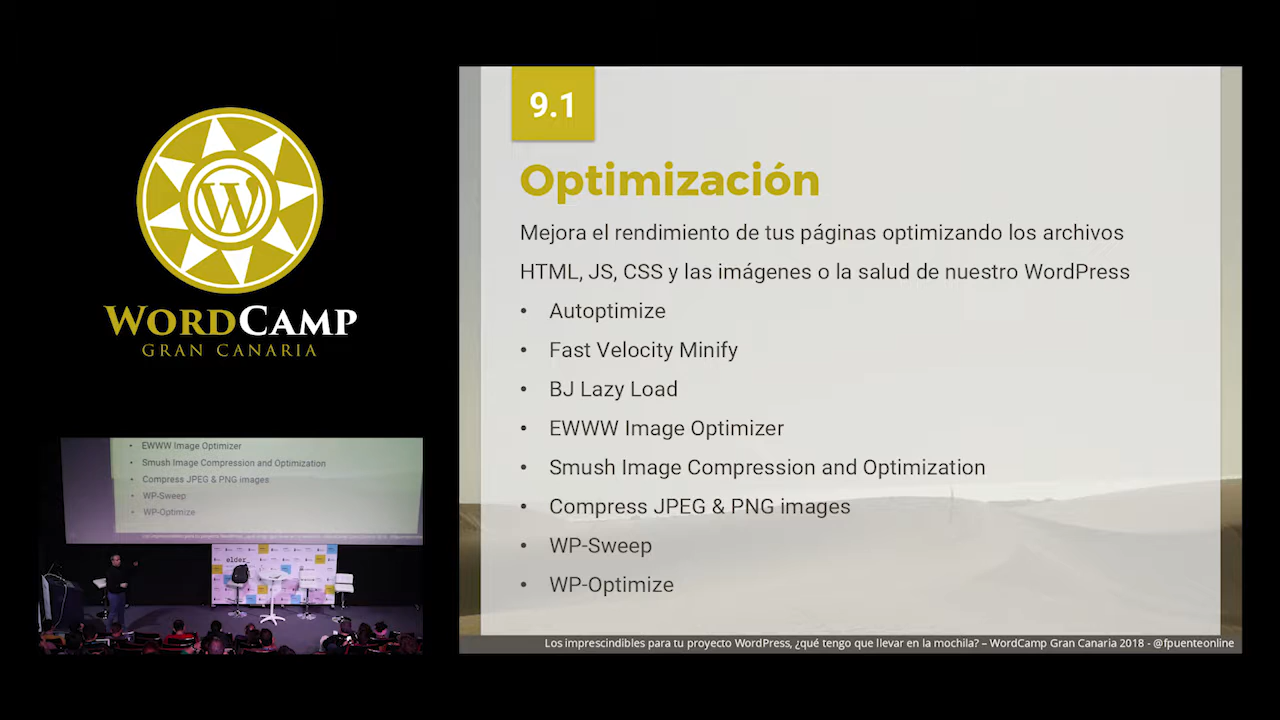 W
WORDCAMP
GRAN CANARIA
9.1
Optimización
Mejora el rendimiento de tus páginas optimizando los archivos
HTML, JS, CSS y las imágenes o la salud de nuestro WordPress
• Autoptimize
• Fast Velocity Minify
• BJ Lazy Load
• EWWW Image Optimizer
• Smush Image Compression and Optimization
• Compress JPEG & PNG images
• WP-Sweep
• WP-Optimize
Los imprescindibles para tu proyecto WordPress, ¿qué tengo que llevar en la mochila? – WordCamp Gran Canaria 2018 - @fpuenteonline
• EWWW Image Optimizer
• Smush Image Compression and Optimization
• Compress JPEG & PNG images
• WP-Sweep
• WP-Optimize
elder